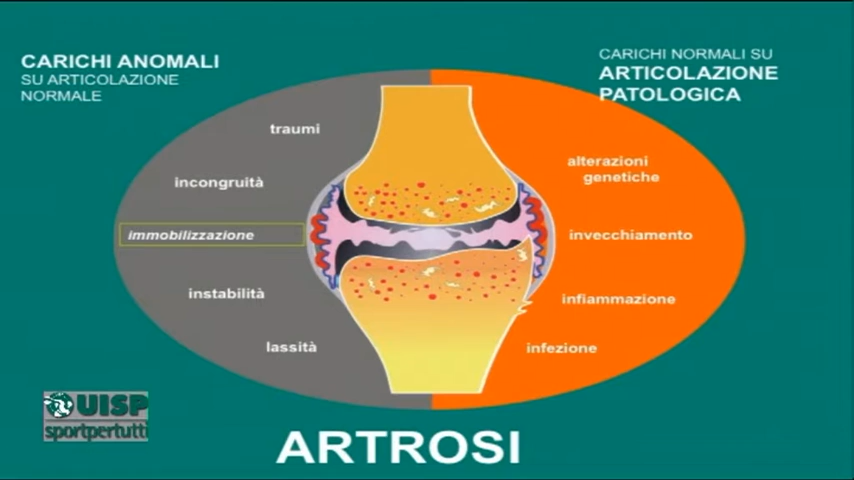 CARICHI ANOMALI
SU ARTICOLAZIONE
NORMALE
CARICHI NORMALI SU
ARTICOLAZIONE
PATOLOGICA
traumi
incongruità
immobilizzazione
instabilità
lassità
alterazioni
genetiche
invecchiamento
infiammazione
infezione
UISP
sportpertutti
ARTROSI